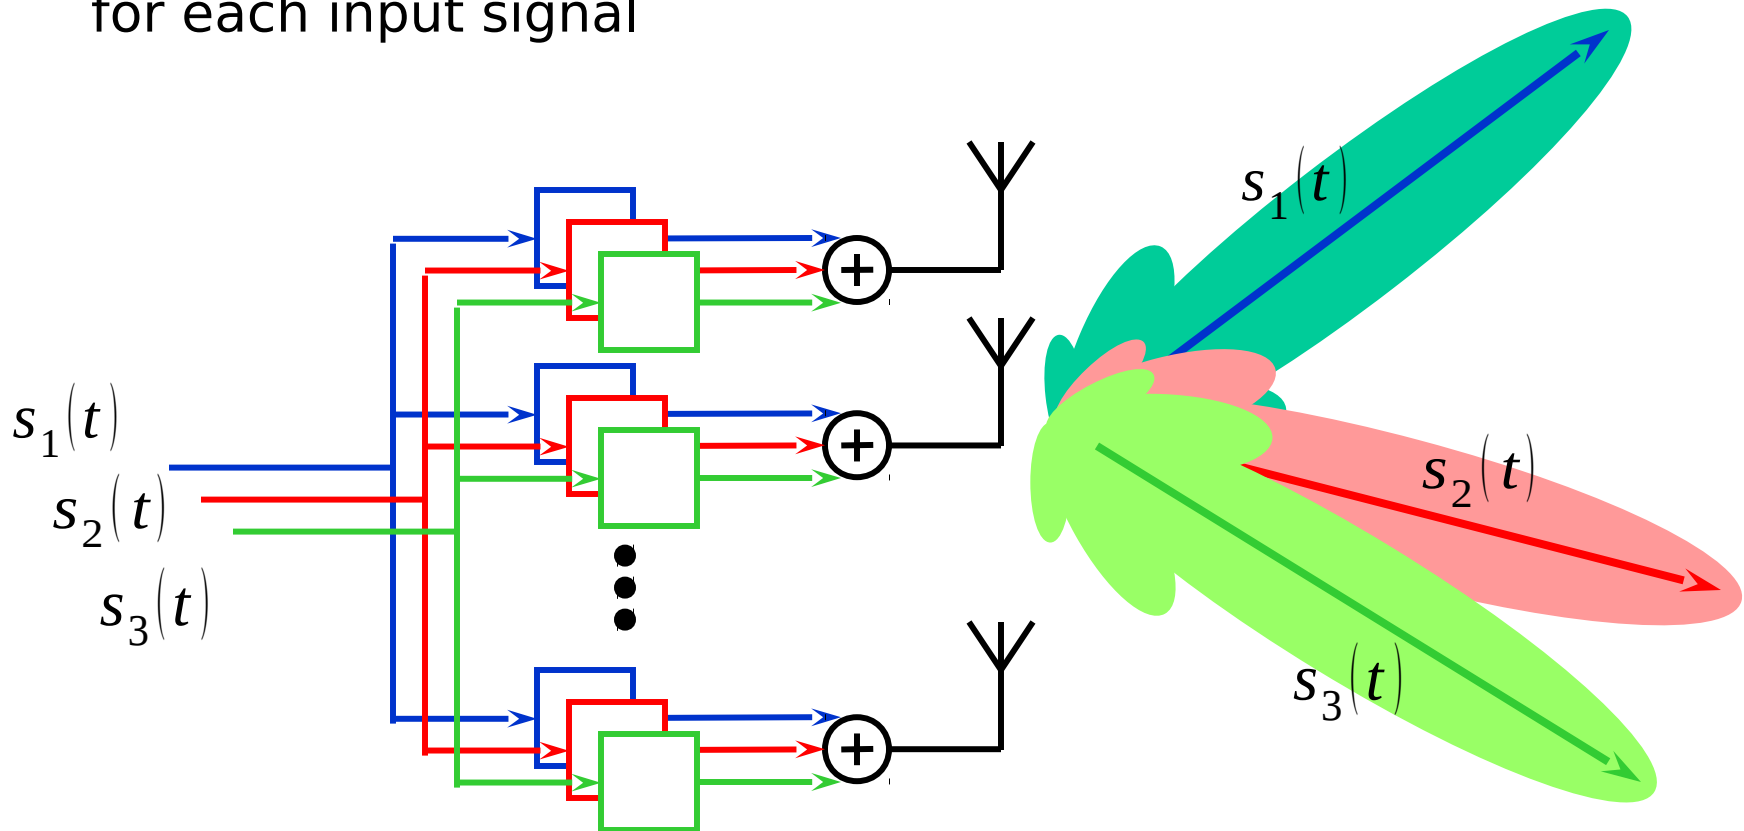 for each input signal
s1(t)
s1(t)
s2(t)
s2(t)
s3(t)
s3(t)